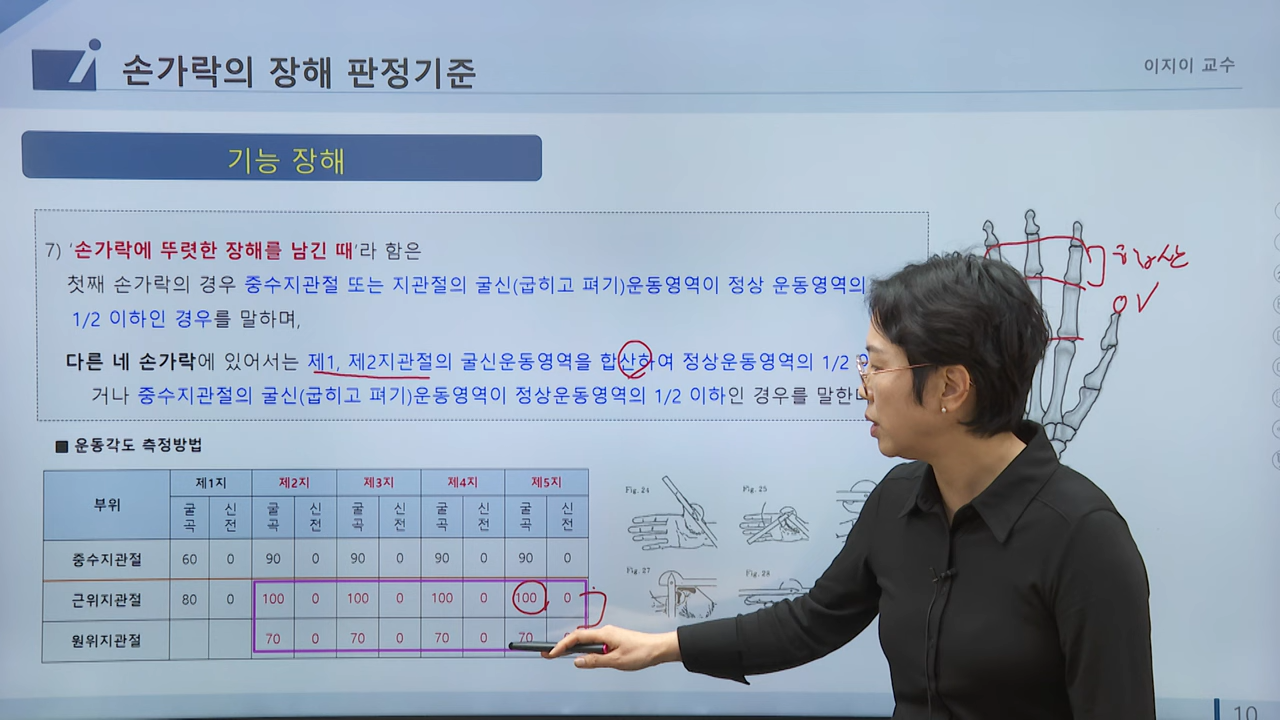 손가락의 장해 판정기준
이지이 교수
기능 장해
7) '손가락에 뚜렷한 장해를 남긴 때'라 함은
첫째 손가락의 경우 중수지관절 또는 지관절의 굴신(굽히고 펴기)운동영역이 정상 운동영역의
1/2 이하인 경우를 말하며,
다른 네 손가락에 있어서는 제1, 제2지관절의 굴신운동영역을 합산하여 정상운동영역의 1/2
거나 중수지관절의 굴신(굽히고 펴기)운동영역이 정상운동영역의 1/2 이하인 경우를 말한
합산
■ 운동각도 측정방법
부위 제1지 제2지 제3지 제4지 제5지
굴곡 신전 굴곡 신전 굴곡 신전 굴곡 신전 굴곡 신전
중수지관절 60 0 90 0 90 0 90 0 90 0
근위지관절 80 0 100 0 100 0 100 0 100 0
원위지관절 70 0 70 0 70 0 70 0
Fig. 24 Fig. 25
Fig. 27 Fig. 28
10